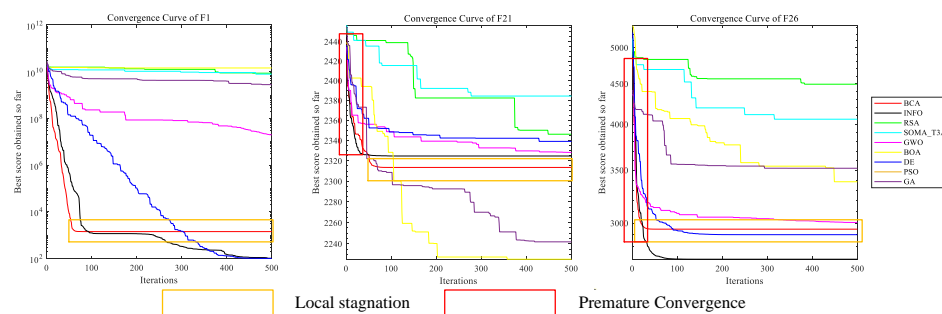 Convergence Curve of F1
Best score obtained so far
10^12
10^10
10^8
10^6
10^4
10^2
0
100
200
300
400
500
Iterations
Convergence Curve of F21
Best score obtained so far
2440
2420
2400
2380
2360
2340
2320
2300
2280
2260
2240
0
100
200
300
400
500
Iterations
Convergence Curve of F26
Best score obtained so far
5000
4500
4000
3500
3000
0
100
200
300
400
500
Iterations
BCA
INFO
RSA
SOMA_T3A
GWO
BOA
DE
PSO
GA
Local stagnation
Premature Convergence